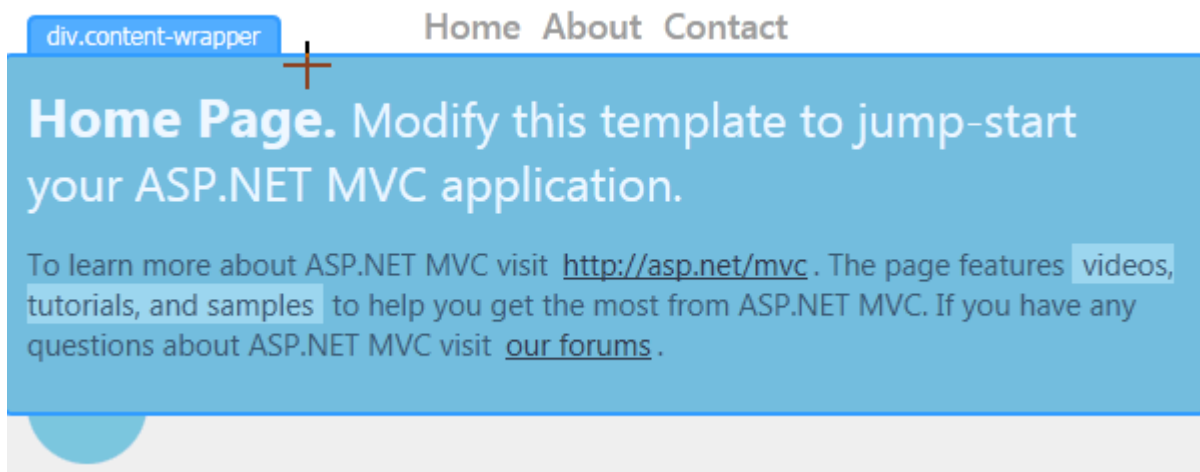 Home About Contact
div.content-wrapper
Home Page. Modify this template to jump-start
your ASP.NET MVC application.
To learn more about ASP.NET MVC visit http://asp.net/mvc . The page features videos,
tutorials, and samples to help you get the most from ASP.NET MVC. If you have any
questions about ASP.NET MVC visit our forums .